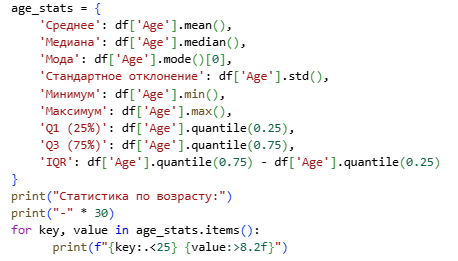 age_stats = {
    'Среднее': df['Age'].mean(),
    'Медиана': df['Age'].median(),
    'Мода': df['Age'].mode()[0],
    'Стандартное отклонение': df['Age'].std(),
    'Минимум': df['Age'].min(),
    'Максимум': df['Age'].max(),
    'Q1 (25%)': df['Age'].quantile(0.25),
    'Q3 (75%)': df['Age'].quantile(0.75),
    'IQR': df['Age'].quantile(0.75) - df['Age'].quantile(0.25)
}
print("Статистика по возрасту:")
print("-" * 30)
for key, value in age_stats.items():
      print(f"{key:.<25} {value:>8.2f}")